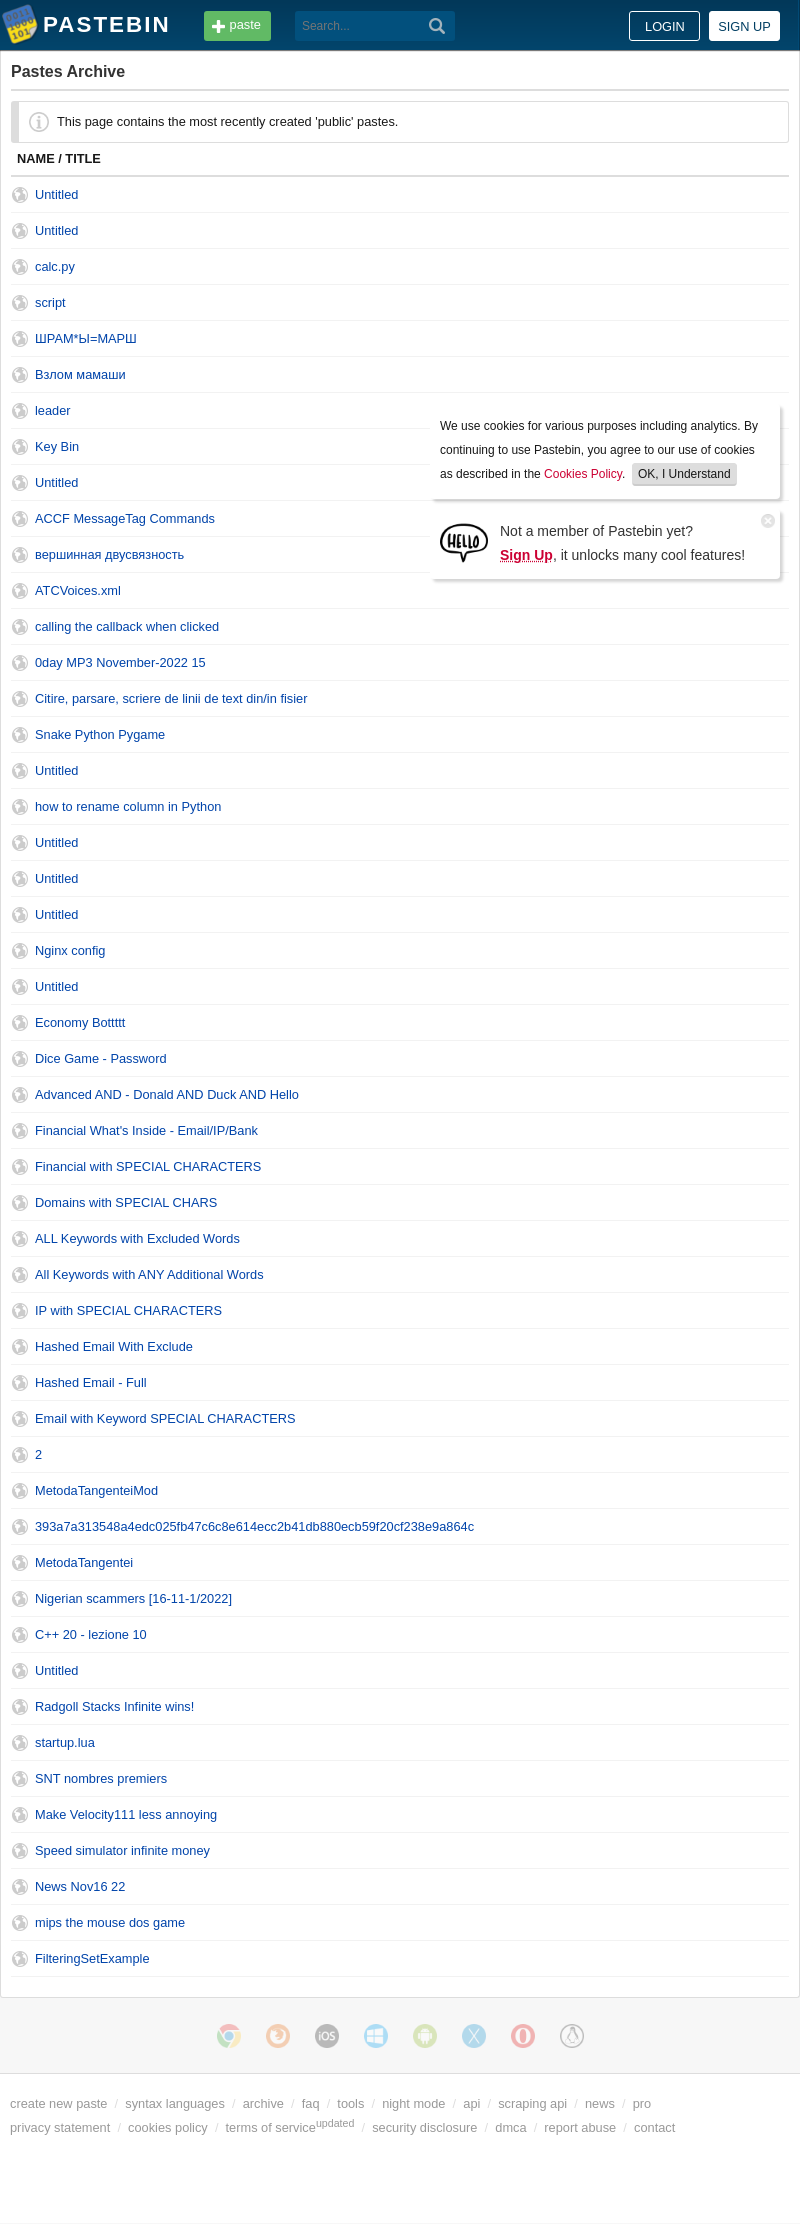 PASTEBIN
paste
Search...
LOGIN
SIGN UP
Pastes Archive
This page contains the most recently created 'public' pastes.
NAME / TITLE
Untitled
Untitled
calc.py
script
ШРАМ*Ы=МАРШ
Взлом мамаши
leader
Key Bin
Untitled
ACCF MessageTag Commands
вершинная двусвязность
ATCVoices.xml
We use cookies for various purposes including analytics. By
continuing to use Pastebin, you agree to our use of cookies
as described in the Cookies Policy. OK, I Understand
HELLO
Not a member of Pastebin yet?
Sign Up, it unlocks many cool features!
calling the callback when clicked
0day MP3 November-2022 15
Citire, parsare, scriere de linii de text din/in fisier
Snake Python Pygame
Untitled
how to rename column in Python
Untitled
Untitled
Untitled
Nginx config
Untitled
Economy Bottttt
Dice Game - Password
Advanced AND - Donald AND Duck AND Hello
Financial What's Inside - Email/IP/Bank
Financial with SPECIAL CHARACTERS
Domains with SPECIAL CHARS
ALL Keywords with Excluded Words
All Keywords with ANY Additional Words
IP with SPECIAL CHARACTERS
Hashed Email With Exclude
Hashed Email - Full
Email with Keyword SPECIAL CHARACTERS
2
MetodaTangenteiMod
393a7a313548a4edc025fb47c6c8e614ecc2b41db880ecb59f20cf238e9a864c
MetodaTangentei
Nigerian scammers [16-11-1/2022]
C++ 20 - lezione 10
Untitled
Radgoll Stacks Infinite wins!
startup.lua
SNT nombres premiers
Make Velocity111 less annoying
Speed simulator infinite money
News Nov16 22
mips the mouse dos game
FilteringSetExample
iOS
create new paste / syntax languages / archive / faq / tools / night mode / api / scraping api / news / pro
privacy statement / cookies policy / terms of service updated / security disclosure / dmca / report abuse / contact